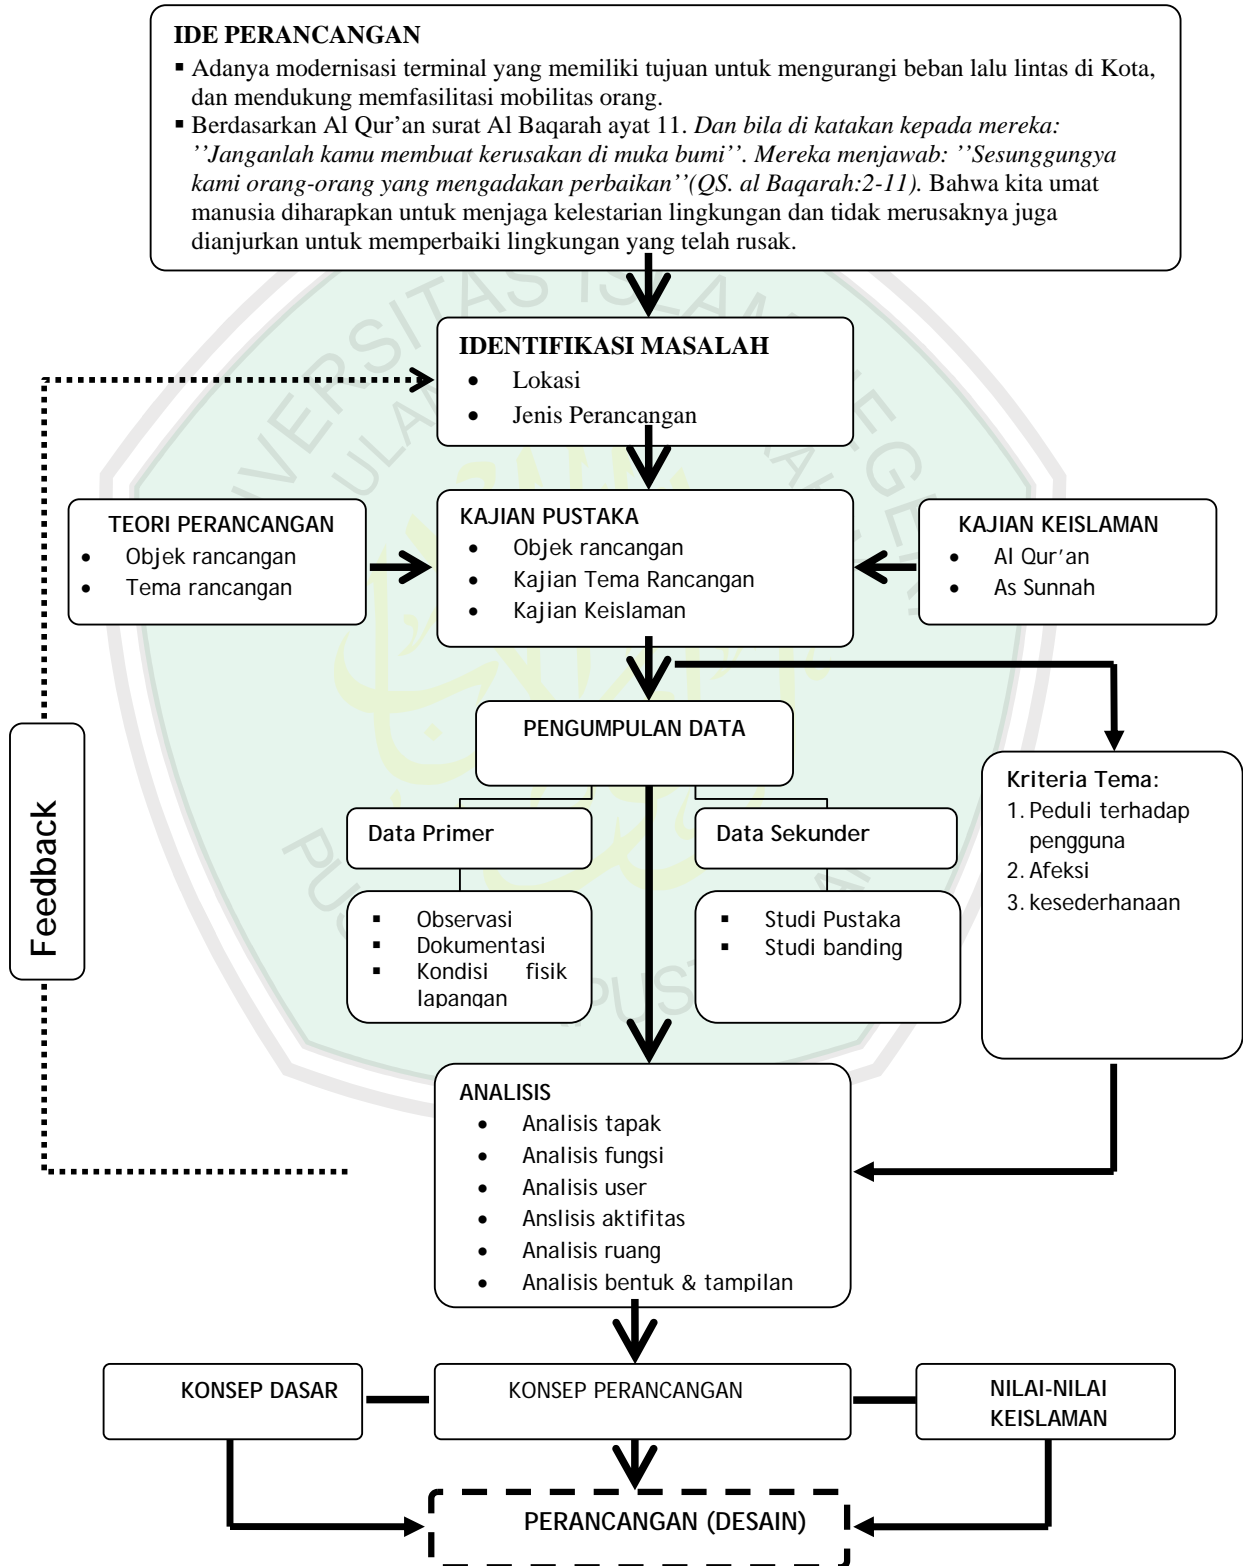 IDE PERANCANGAN
▪ Adanya modernisasi terminal yang memiliki tujuan untuk mengurangi beban lalu lintas di Kota,
dan mendukung memfasilitasi mobilitas orang.
▪ Berdasarkan Al Qur’an surat Al Baqarah ayat 11. Dan bila di katakan kepada mereka:
’’Janganlah kamu membuat kerusakan di muka bumi’’. Mereka menjawab: ’’Sesunggungya
kami orang-orang yang mengadakan perbaikan’’(QS. al Baqarah:2-11). Bahwa kita umat
manusia diharapkan untuk menjaga kelestarian lingkungan dan tidak merusaknya juga
dianjurkan untuk memperbaiki lingkungan yang telah rusak.
IDENTIFIKASI MASALAH
• Lokasi
• Jenis Perancangan
TEORI PERANCANGAN
• Objek rancangan
• Tema rancangan
KAJIAN PUSTAKA
• Objek rancangan
• Kajian Tema Rancangan
• Kajian Keislaman
KAJIAN KEISLAMAN
• Al Qur’an
• As Sunnah
PENGUMPULAN DATA
Data Primer
▪ Observasi
▪ Dokumentasi
▪ Kondisi fisik
lapangan
Data Sekunder
▪ Studi Pustaka
▪ Studi banding
Kriteria Tema:
1. Peduli terhadap
pengguna
2. Afeksi
3. kesederhanaan
Feedback
ANALISIS
• Analisis tapak
• Analisis fungsi
• Analisis user
• Anslisis aktifitas
• Analisis ruang
• Analisis bentuk & tampilan
KONSEP DASAR
KONSEP PERANCANGAN
NILAI-NILAI
KEISLAMAN
PERANCANGAN (DESAIN)